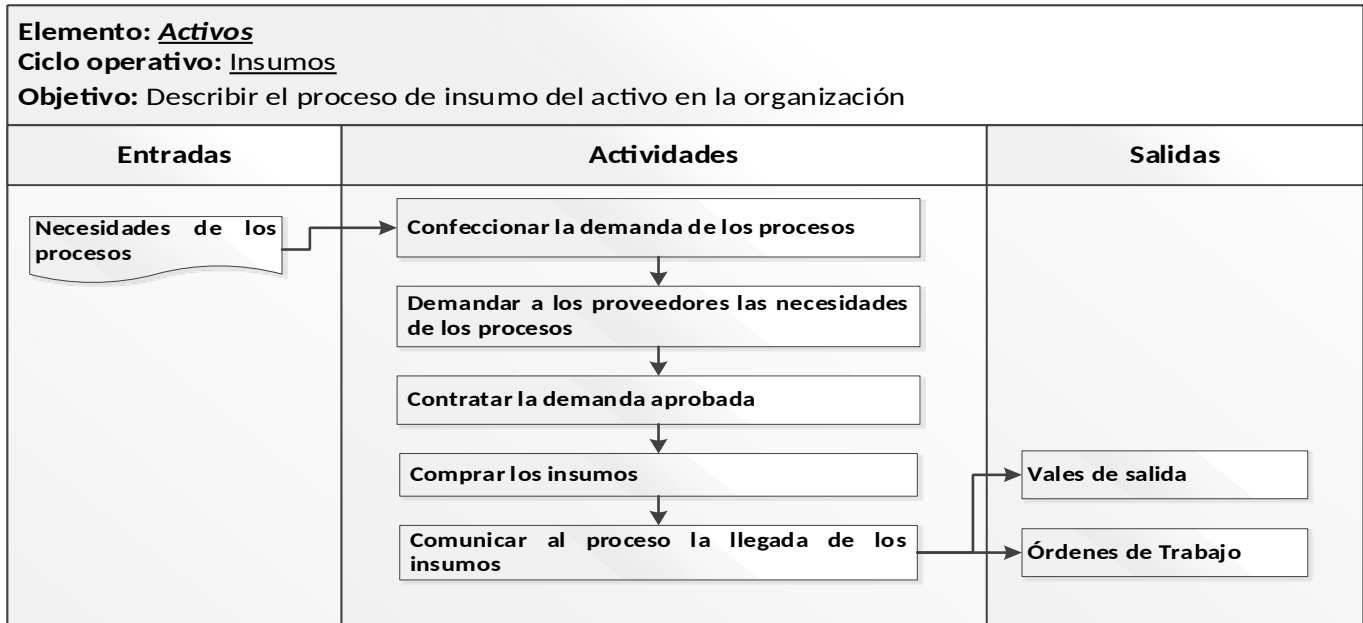 Elemento: Activos
Ciclo operativo: Insumos
Objetivo: Describir el proceso de insumo del activo en la organización
Entradas
Actividades
Salidas
Necesidades de los
procesos
Confeccionar la demanda de los procesos
Demandar a los proveedores las necesidades
de los procesos
Contratar la demanda aprobada
Comprar los insumos
Comunicar al proceso la llegada de los
insumos
Vales de salida
Órdenes de Trabajo